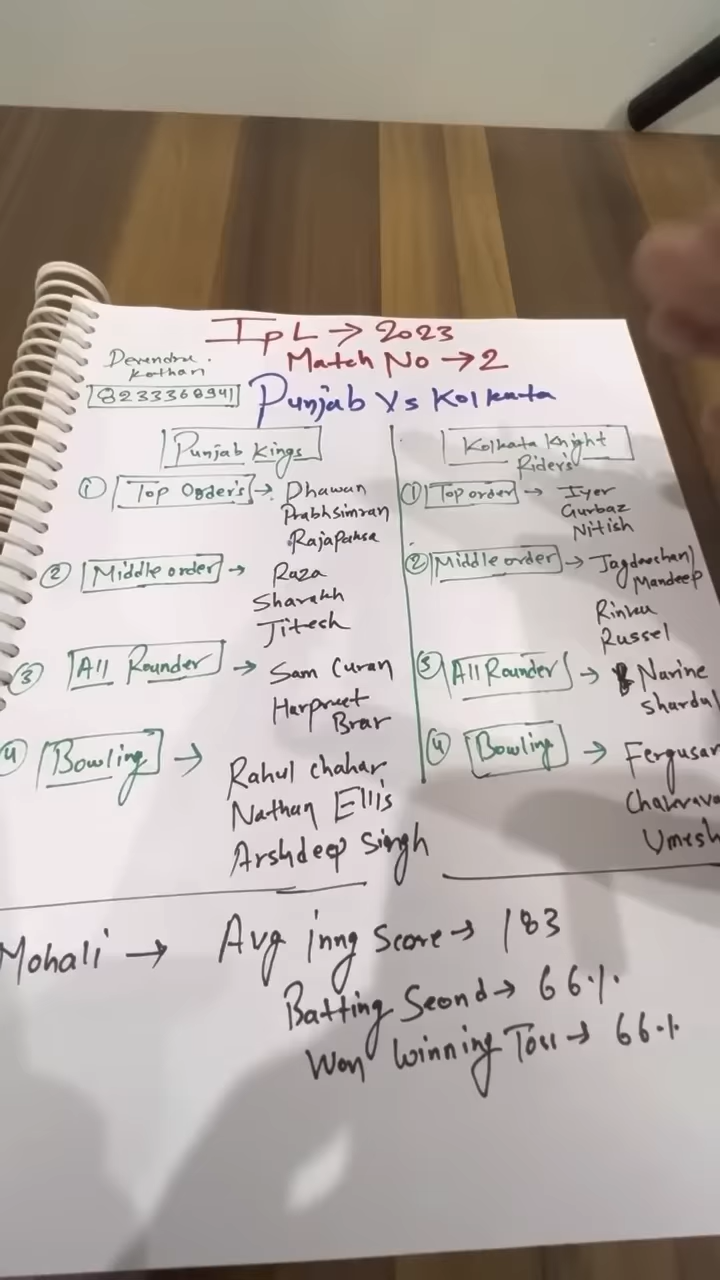 IPL → 2023
Match No → 2
Devendra
Kothari
8233368941
Punjab Vs Kolkata
Punjab Kings
① Top Order's → Dhawan
Prabhsimran
Rajapaksa
② Middle order → Raza
Sharukh
Jitesh
③ All Rounder → Sam Curan
Harpreet
Brar
④ Bowling → Rahul Chahar
Nathan Ellis
Arshdeep Singh
Kolkata Knight
Rider's
① Top order → Iyer
Gurbaz
Nitish
② Middle order →
Mandeep
Rinku
Russel
③ All Rounder → Narine
Shardul
④ Bowling → Fergusan
Chakrava
Umesh
Mohali → Avg inng Score → 183
Batting Seond → 66%
Won winning Toss → 66%